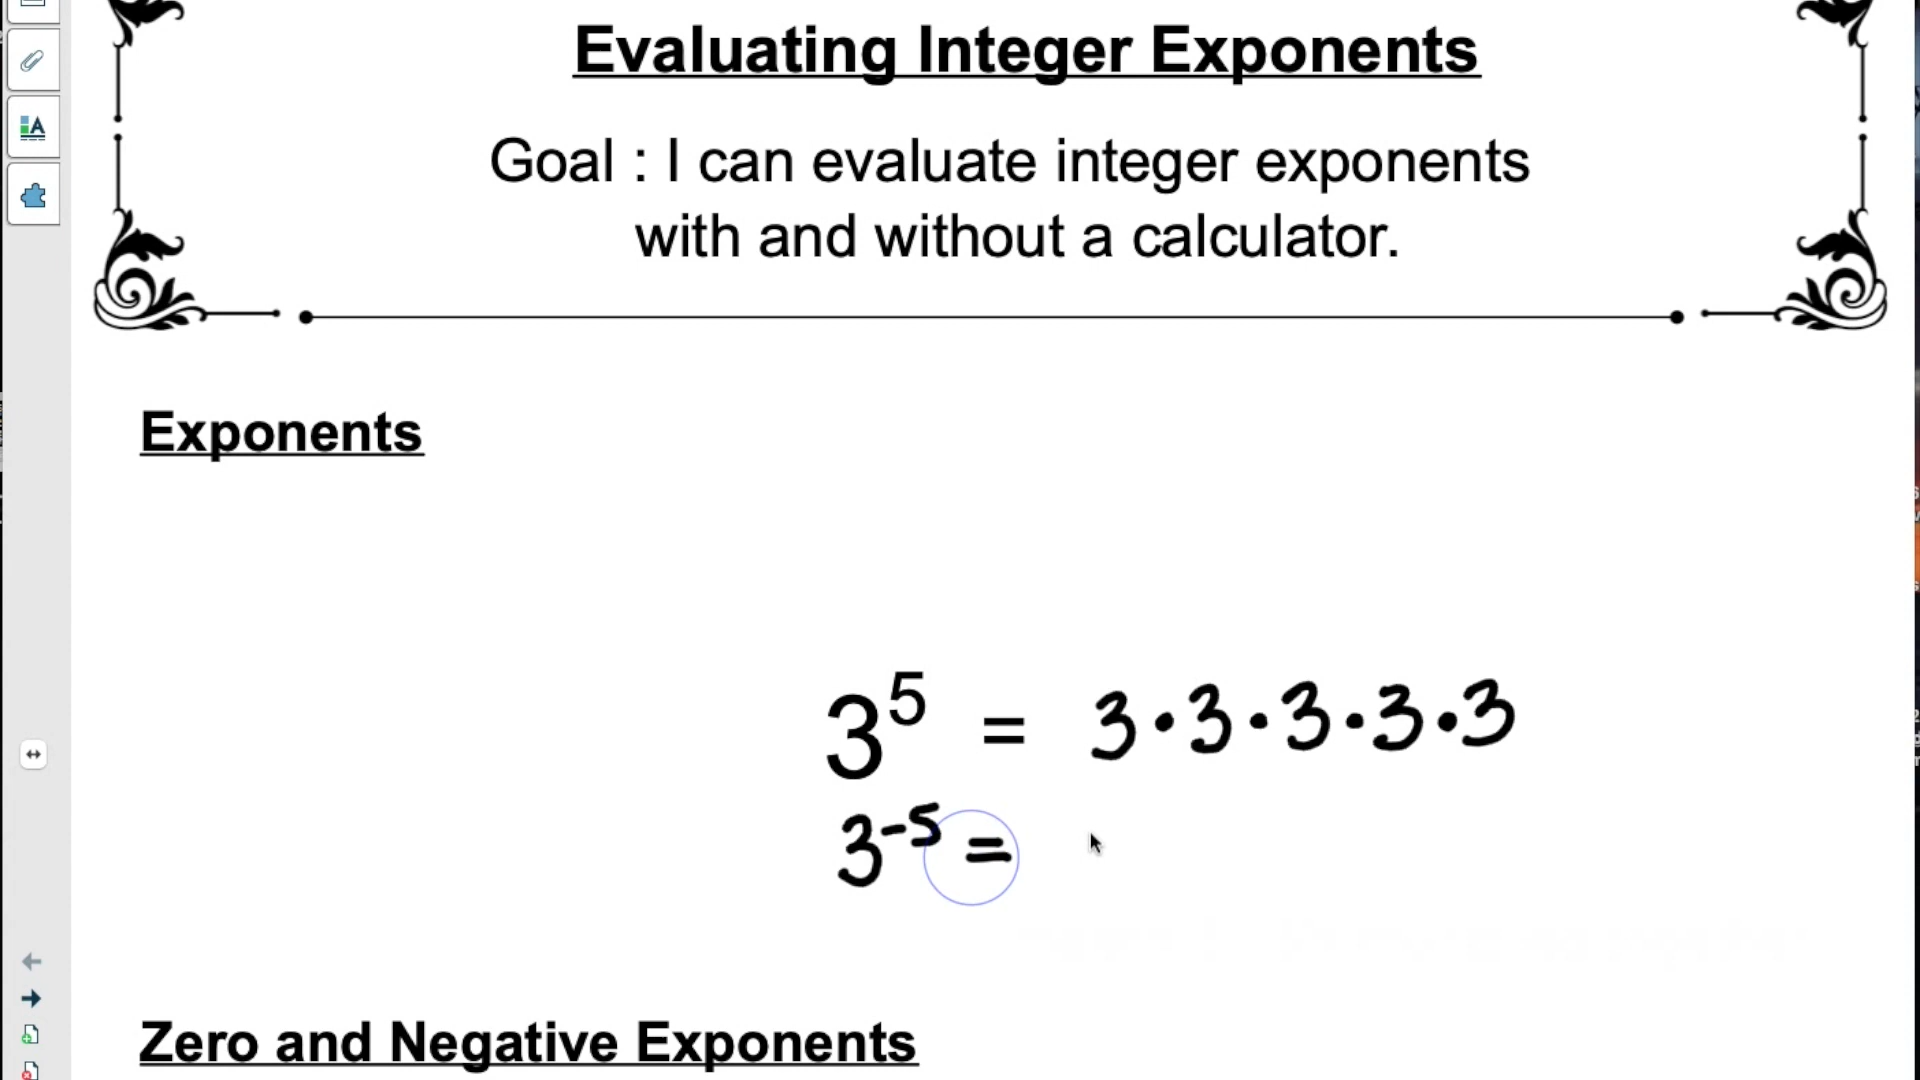 Evaluating Integer Exponents
Goal : I can evaluate integer exponents
with and without a calculator.
Exponents
3⁵ = 3·3·3·3·3
3⁻⁵ =
Zero and Negative Exponents